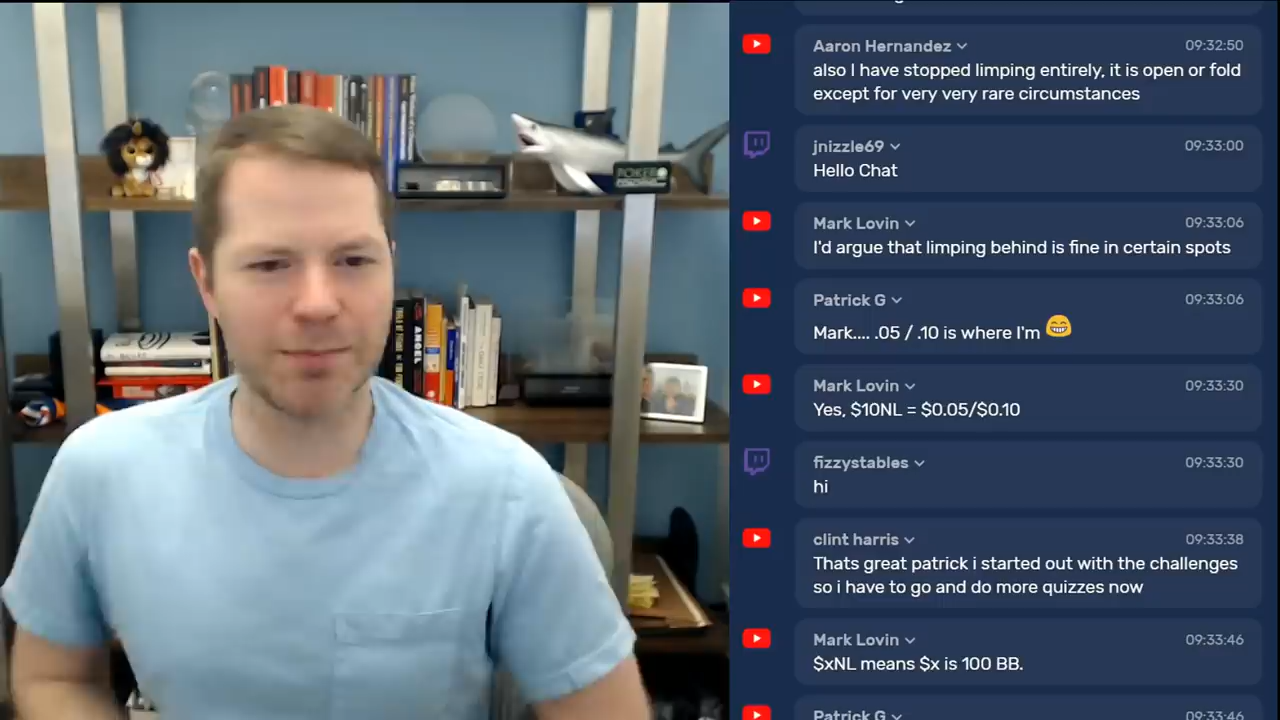 Aaron Hernandez
09:32:50
also I have stopped limping entirely, it is open or fold
except for very very rare circumstances
jnizzle69
09:33:00
Hello Chat
Mark Lovin
09:33:06
I'd argue that limping behind is fine in certain spots
Patrick G
09:33:06
Mark.... .05 / .10 is where I'm 😁
Mark Lovin
09:33:30
Yes, $10NL = $0.05/$0.10
fizzystables
09:33:30
hi
clint harris
09:33:38
Thats great patrick i started out with the challenges
so i have to go and do more quizzes now
Mark Lovin
09:33:46
$xNL means $x is 100 BB.
Patrick G
09:33:46
POKER
ANGEL